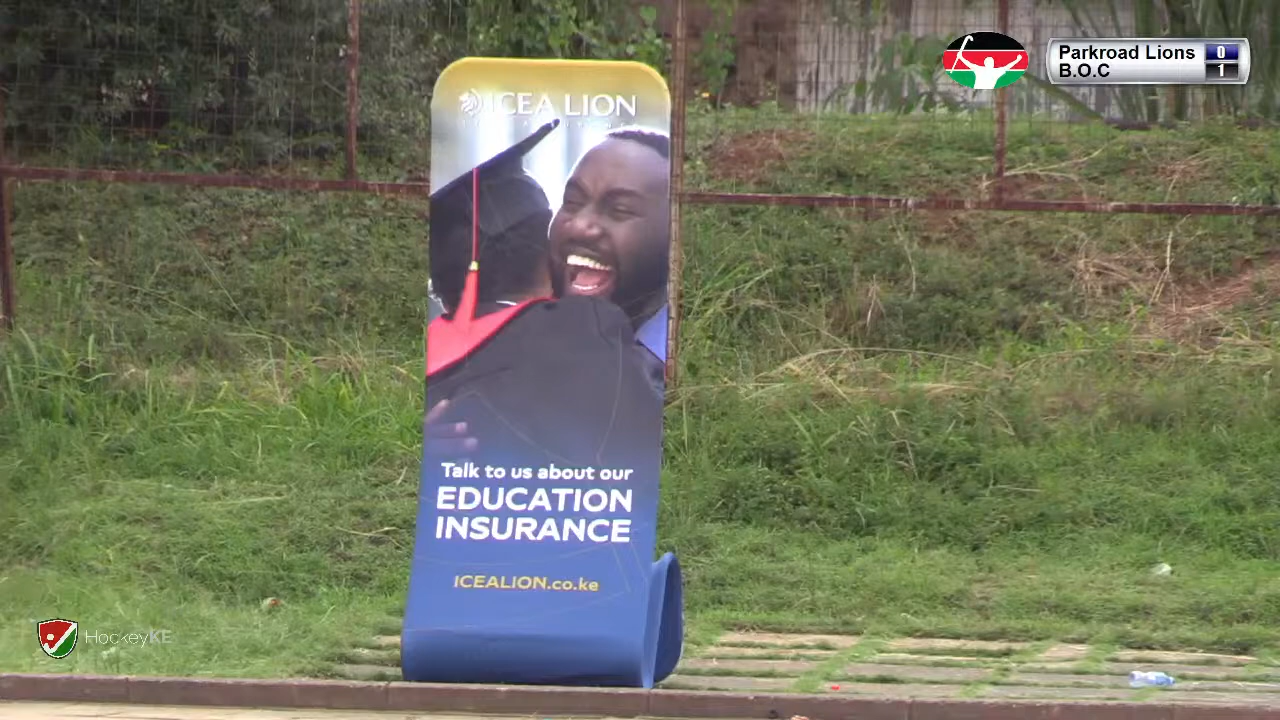 Parkroad Lions 0
B.O.C 1
ICEA LION
Talk to us about our
EDUCATION
INSURANCE
ICEALION.co.ke
HockeyKE